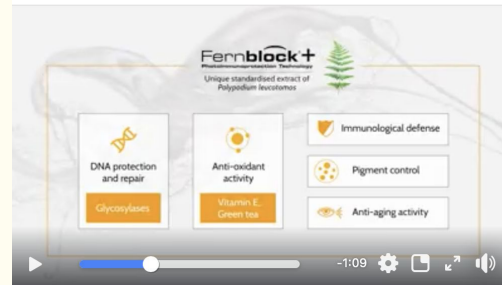 Fernblock®+
Photoimmunoprotection Technology
Unique standardised extract of
Polypodium leucotomos
DNA protection
and repair
Glycosylases
Anti-oxidant
activity
Vitamin E,
Green tea
Immunological defense
Pigment control
Anti-aging activity
-1:09